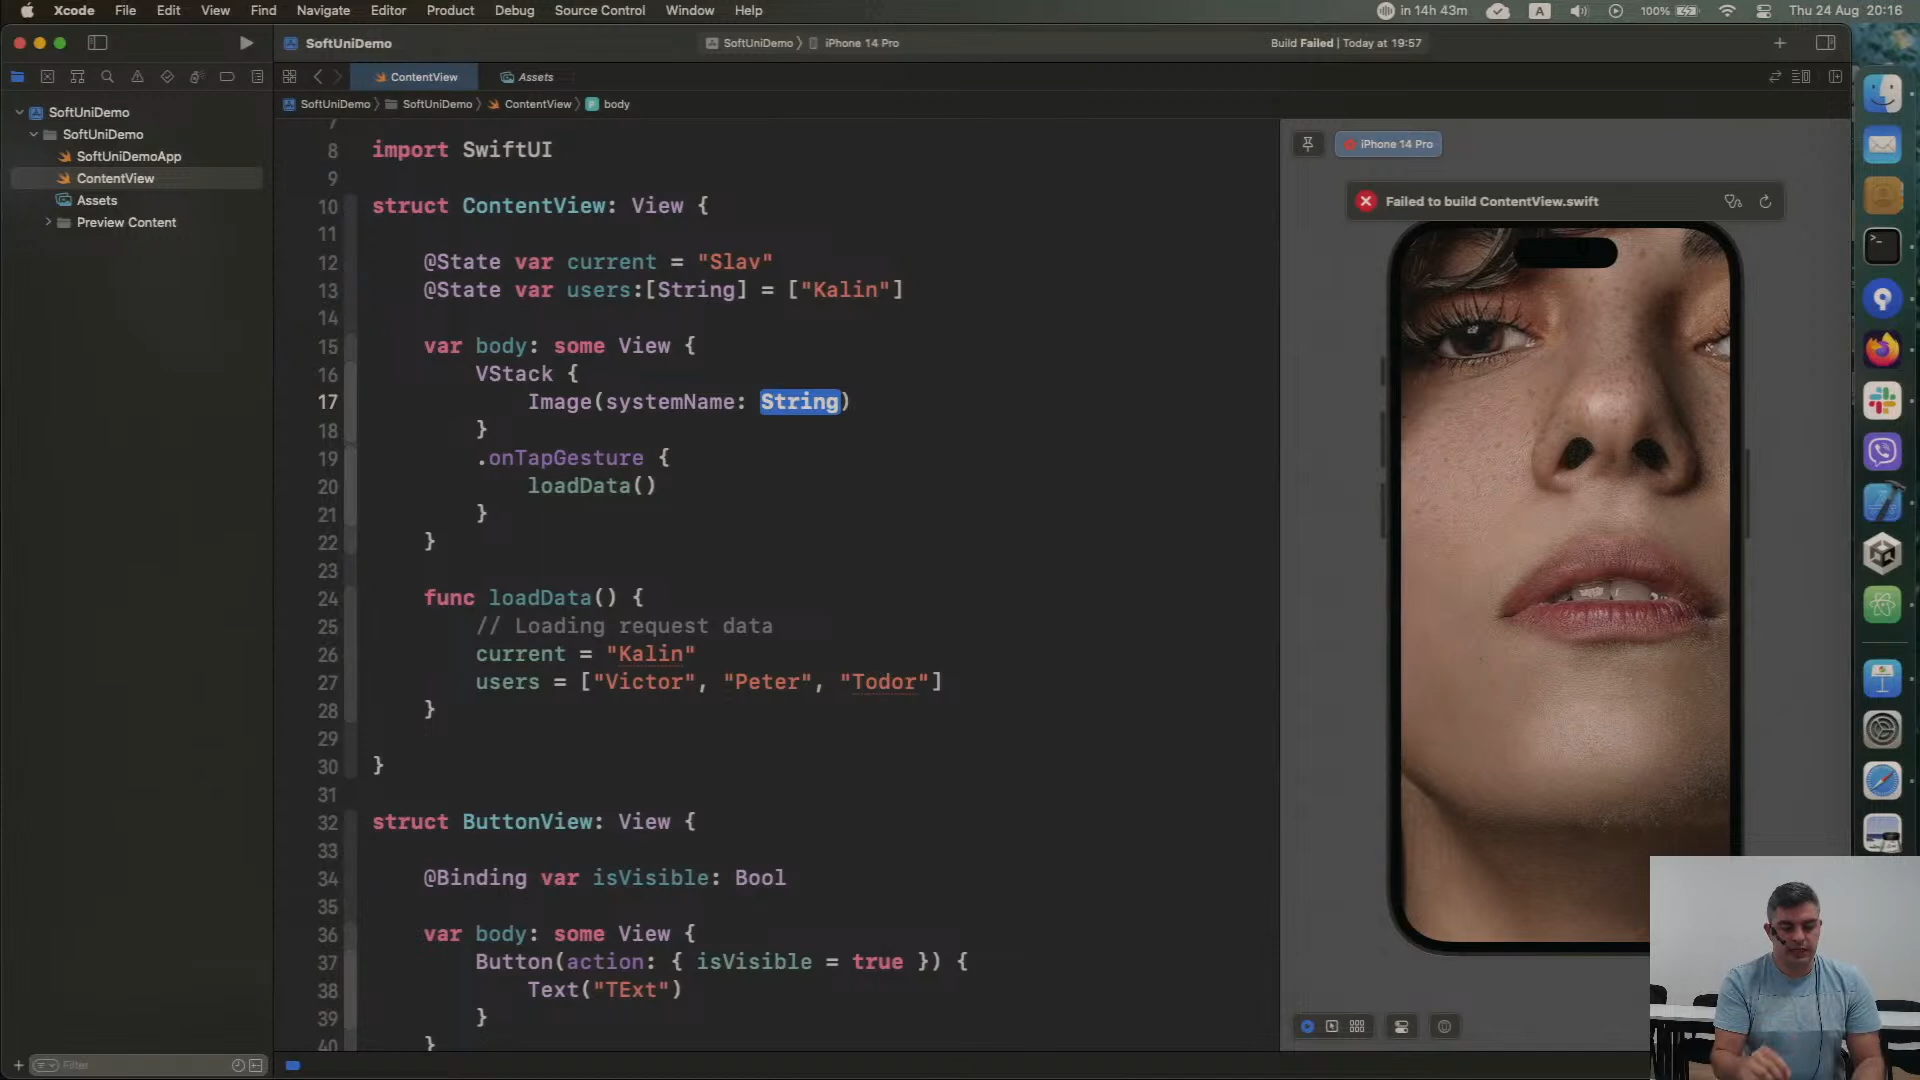 Xcode File Edit View Find Navigate Editor Product Debug Source Control Window Help
in 14h 43m A 100% Thu 24 Aug 20:16
SoftUniDemo
SoftUniDemo iPhone 14 Pro
Build Failed | Today at 19:57
ContentView Assets
SoftUniDemo SoftUniDemo ContentView body
SoftUniDemo
SoftUniDemo
SoftUniDemoApp
ContentView
Assets
Preview Content
7
8 import SwiftUI
9
10 struct ContentView: View {
11
12 @State var current = "Slav"
13 @State var users:[String] = ["Kalin"]
14
15 var body: some View {
16 VStack {
17 Image(systemName: String)
18 }
19 .onTapGesture {
20 loadData()
21 }
22 }
23
24 func loadData() {
25 // Loading request data
26 current = "Kalin"
27 users = ["Victor", "Peter", "Todor"]
28 }
29
30 }
31
32 struct ButtonView: View {
33
34 @Binding var isVisible: Bool
35
36 var body: some View {
37 Button(action: { isVisible = true }) {
38 Text("TExt")
39 }
40 }
iPhone 14 Pro
Failed to build ContentView.swift
Filter